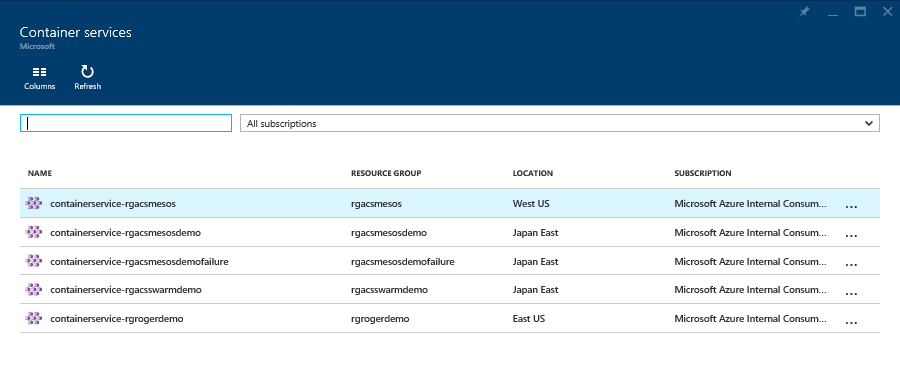 Container services
Microsoft
Columns Refresh
All subscriptions
NAME RESOURCE GROUP LOCATION SUBSCRIPTION
containerservice-rgacsmesos rgacsmesos West US Microsoft Azure Internal Consum... ...
containerservice-rgacsmesosdemo rgacsmesosdemo Japan East Microsoft Azure Internal Consum... ...
containerservice-rgacsmesosdemofailure rgacsmesosdemofailure Japan East Microsoft Azure Internal Consum... ...
containerservice-rgacsswarmdemo rgacsswarmdemo Japan East Microsoft Azure Internal Consum... ...
containerservice-rgrogerdemo rgrogerdemo East US Microsoft Azure Internal Consum... ...